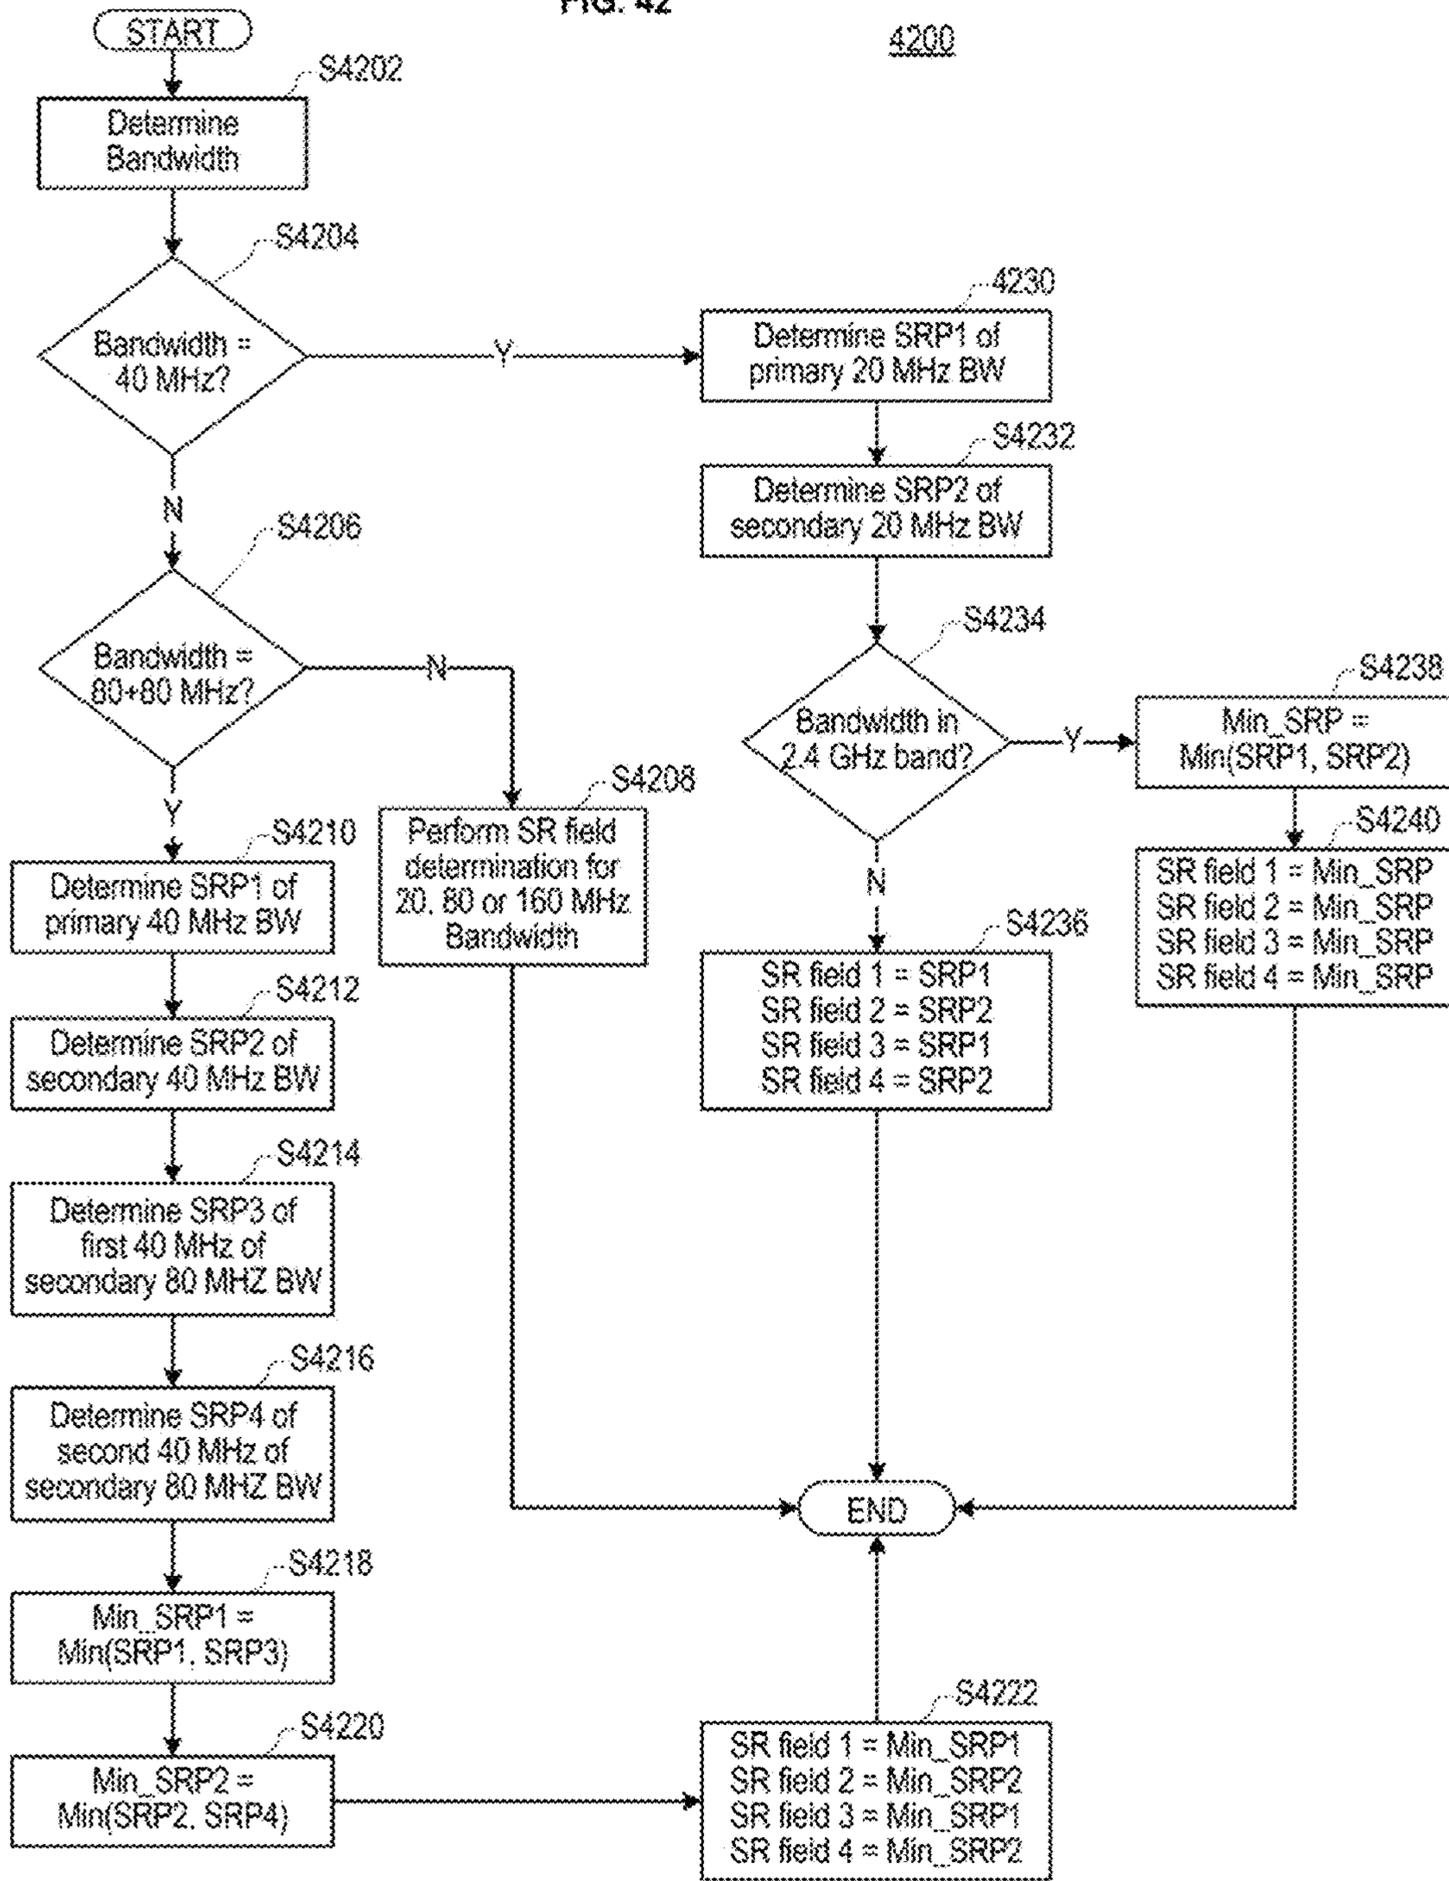 FIG. 42
4200
START
S4202
Determine
Bandwidth
S4204
Bandwidth =
40 MHz?
Y
N
4230
Determine SRP1 of
primary 20 MHz BW
S4232
Determine SRP2 of
secondary 20 MHz BW
S4206
Bandwidth =
80+80 MHz?
N
Y
S4234
Bandwidth in
2.4 GHz band?
Y
N
S4238
Min_SRP =
Min(SRP1, SRP2)
S4240
SR field 1 = Min_SRP
SR field 2 = Min_SRP
SR field 3 = Min_SRP
SR field 4 = Min_SRP
S4208
Perform SR field
determination for
20, 80 or 160 MHz
Bandwidth
S4236
SR field 1 = SRP1
SR field 2 = SRP2
SR field 3 = SRP1
SR field 4 = SRP2
S4210
Determine SRP1 of
primary 40 MHz BW
S4212
Determine SRP2 of
secondary 40 MHz BW
S4214
Determine SRP3 of
first 40 MHz of
secondary 80 MHZ BW
S4216
Determine SRP4 of
second 40 MHz of
secondary 80 MHZ BW
S4218
Min_SRP1 =
Min(SRP1, SRP3)
S4220
Min_SRP2 =
Min(SRP2, SRP4)
S4222
SR field 1 = Min_SRP1
SR field 2 = Min_SRP2
SR field 3 = Min_SRP1
SR field 4 = Min_SRP2
END